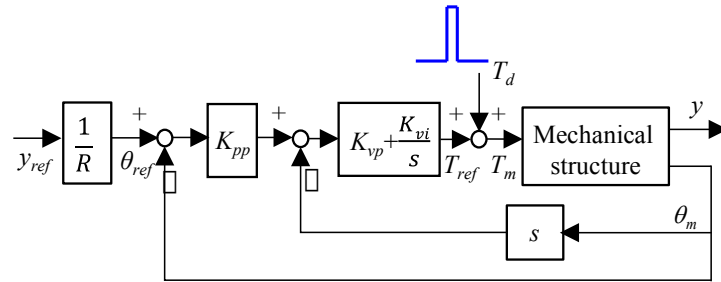 T_d
y_ref
1/R
+
θ_ref
K_pp
+
K_vp + K_vi/s
+
T_ref
+
T_m
Mechanical
structure
y
s
θ_m